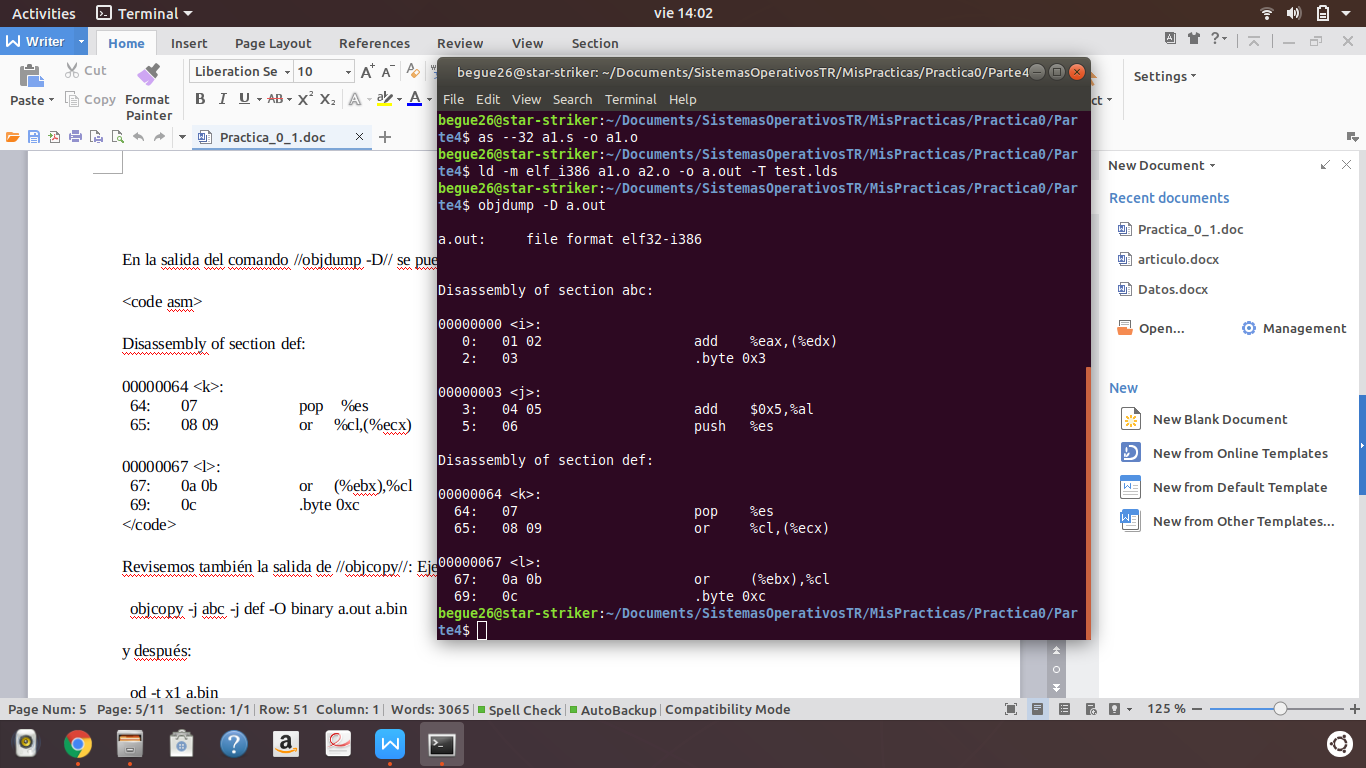 Activities Terminal vie 14:02
Writer Home Insert Page Layout References Review View Section
Paste Cut Copy Format Painter
Liberation Se 10
B I U AB X² X₂ A A
Settings
Practica_0_1.doc
begue26@star-striker: ~/Documents/SistemasOperativosTR/MisPracticas/Practica0/Parte4
File Edit View Search Terminal Help
begue26@star-striker:~/Documents/SistemasOperativosTR/MisPracticas/Practica0/Par
te4$ as --32 a1.s -o a1.o
begue26@star-striker:~/Documents/SistemasOperativosTR/MisPracticas/Practica0/Par
te4$ ld -m elf_i386 a1.o a2.o -o a.out -T test.lds
begue26@star-striker:~/Documents/SistemasOperativosTR/MisPracticas/Practica0/Par
te4$ objdump -D a.out
a.out: file format elf32-i386
Disassembly of section abc:
00000000 <i>:
0: 01 02 add %eax,(%edx)
2: 03 .byte 0x3
00000003 <j>:
3: 04 05 add $0x5,%al
5: 06 push %es
Disassembly of section def:
00000064 <k>:
64: 07 pop %es
65: 08 09 or %cl,(%ecx)
00000067 <l>:
67: 0a 0b or (%ebx),%cl
69: 0c .byte 0xc
begue26@star-striker:~/Documents/SistemasOperativosTR/MisPracticas/Practica0/Par
te4$
En la salida del comando //objdump -D// se pue
<code asm>
Disassembly of section def:
00000064 <k>:
64: 07 pop %es
65: 08 09 or %cl,(%ecx)
00000067 <l>:
67: 0a 0b or (%ebx),%cl
69: 0c .byte 0xc
</code>
Revisemos también la salida de //objcopy//: Eje
objcopy -j abc -j def -O binary a.out a.bin
y después:
od -t x1 a.bin
New Document
Recent documents
Practica_0_1.doc
articulo.docx
Datos.docx
Open... Management
New
New Blank Document
New from Online Templates
New from Default Template
New from Other Templates...
Page Num: 5 Page: 5/11 Section: 1/1 Row: 51 Column: 1 Words: 3065 Spell Check AutoBackup Compatibility Mode 125 %